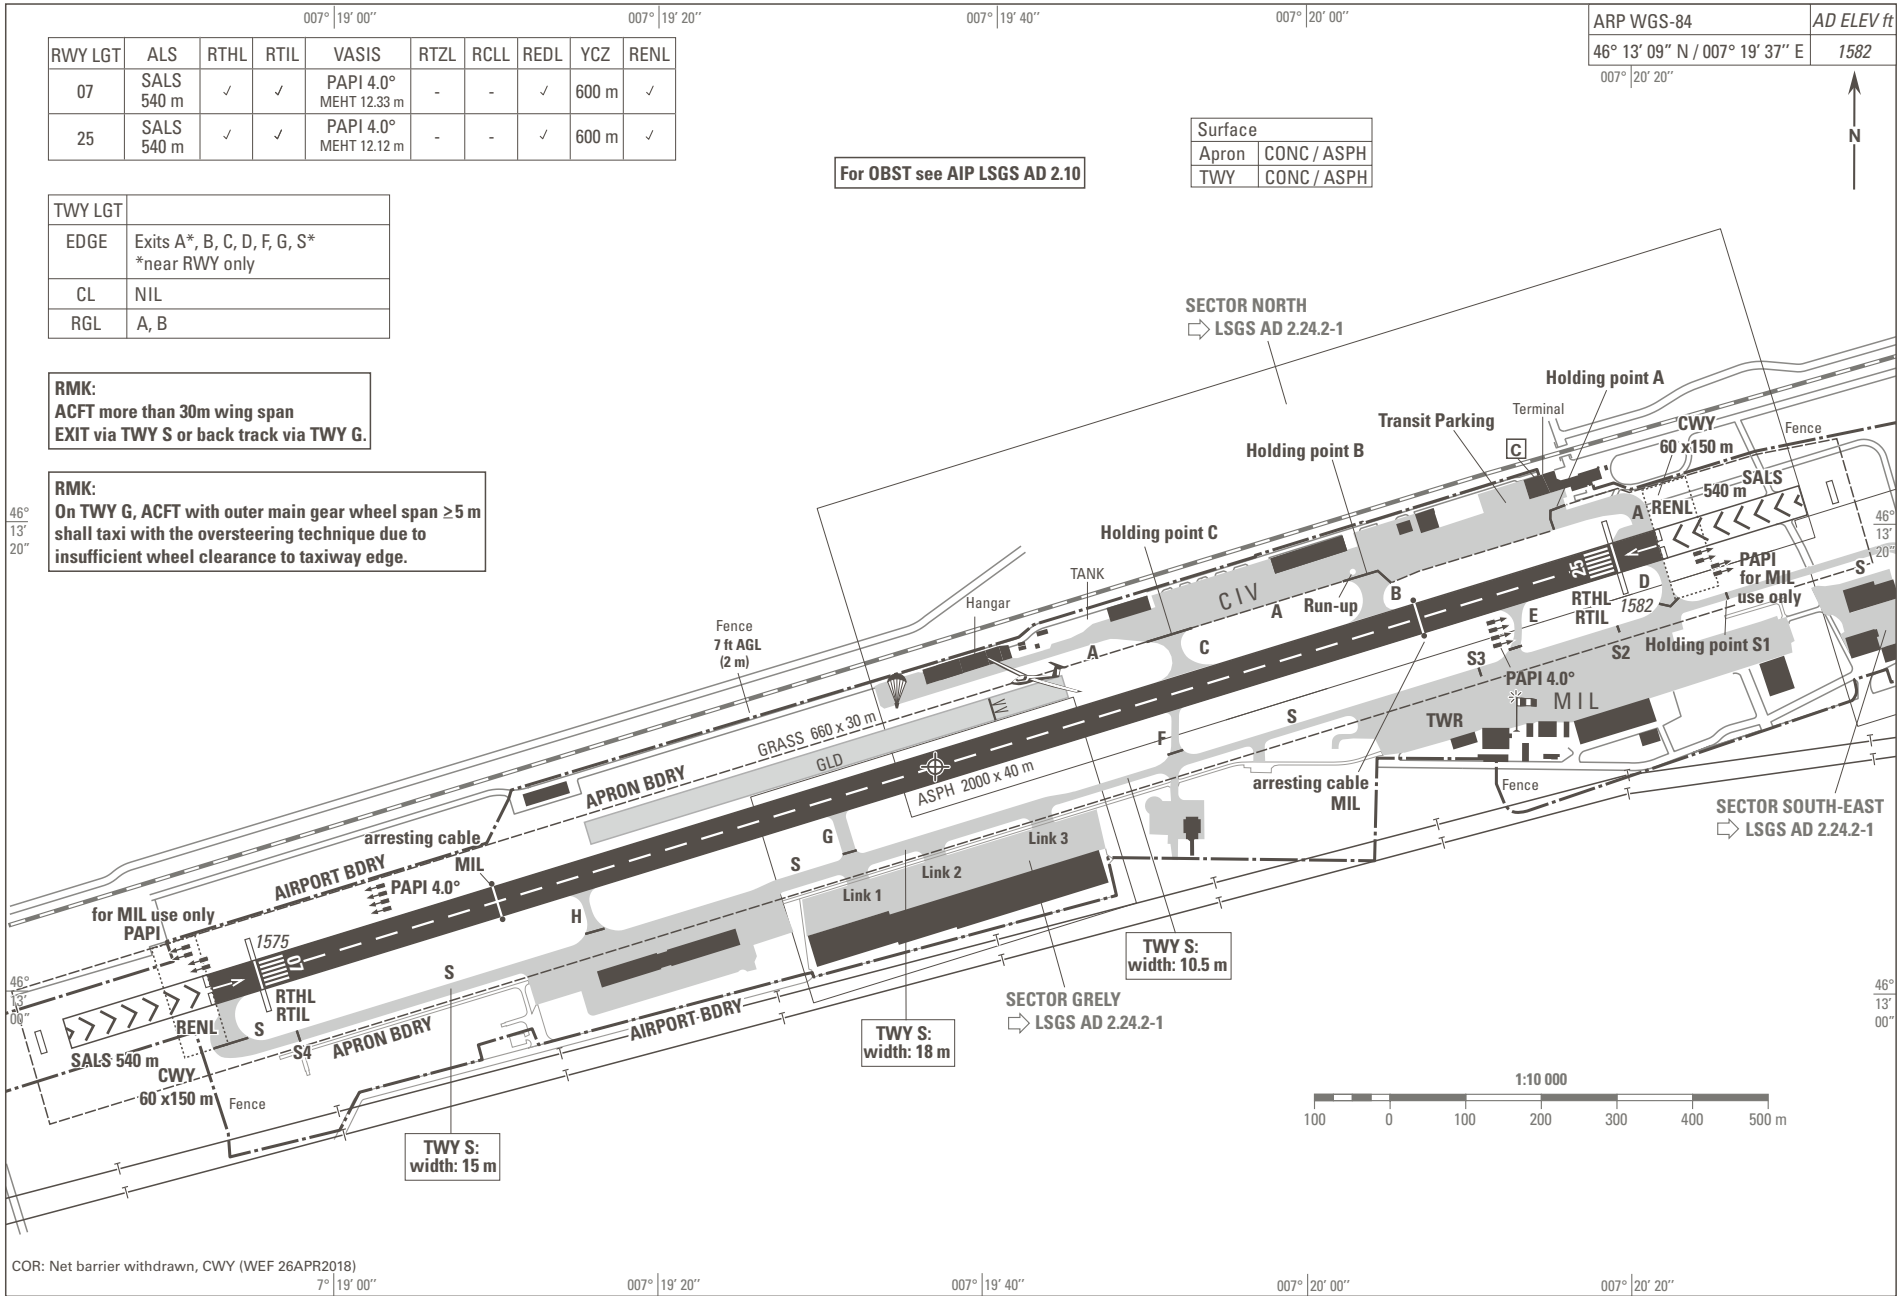 007° 19' 00''
007° 19' 20''
007° 19' 40''
007° 20' 00''
ARP WGS-84 AD ELEV ft
46° 13' 09'' N / 007° 19' 37'' E 1582
007° 20' 20''
N
RWY LGT ALS RTHL RTIL VASIS RTZL RCLL REDL YCZ RENL
07 SALS 540 m ✓ ✓ PAPI 4.0° MEHT 12.33 m - - ✓ 600 m ✓
25 SALS 540 m ✓ ✓ PAPI 4.0° MEHT 12.12 m - - ✓ 600 m ✓
For OBST see AIP LSGS AD 2.10
Surface
Apron CONC / ASPH
TWY CONC / ASPH
TWY LGT
EDGE Exits A*, B, C, D, F, G, S*
*near RWY only
CL NIL
RGL A, B
RMK:
ACFT more than 30m wing span
EXIT via TWY S or back track via TWY G.
RMK:
On TWY G, ACFT with outer main gear wheel span ≥5 m
shall taxi with the oversteering technique due to
insufficient wheel clearance to taxiway edge.
SECTOR NORTH
LSGS AD 2.24.2-1
Holding point A
Terminal
Transit Parking
CWY
60 x150 m
Fence
C
Holding point B
SALS
540 m
A
RENL
46°
13'
20''
46°
13'
20''
Holding point C
25
PAPI
for MIL
use only
S
D
TANK
CIV
Hangar
A
Run-up
B
RTHL
RTIL
1582
E
Fence
7 ft AGL
(2 m)
A
C
S3
S2
Holding point S1
PAPI 4.0°
MIL
GRASS 660 x 30 m
GLD
S
TWR
F
APRON BDRY
ASPH 2000 x 40 m
arresting cable
MIL
Fence
SECTOR SOUTH-EAST
LSGS AD 2.24.2-1
arresting cable
MIL
G
S
Link 3
Link 2
Link 1
AIRPORT BDRY
PAPI 4.0°
for MIL use only
PAPI
H
1575
07
TWY S:
width: 10.5 m
S
46°
13'
00''
46°
13'
00''
RTHL
RTIL
RENL
S
S4
APRON BDRY
AIRPORT BDRY
SECTOR GRELY
LSGS AD 2.24.2-1
TWY S:
width: 18 m
SALS 540 m
CWY
60 x150 m
Fence
TWY S:
width: 15 m
1:10 000
100 0 100 200 300 400 500 m
COR: Net barrier withdrawn, CWY (WEF 26APR2018)
7° 19' 00''
007° 19' 20''
007° 19' 40''
007° 20' 00''
007° 20' 20''